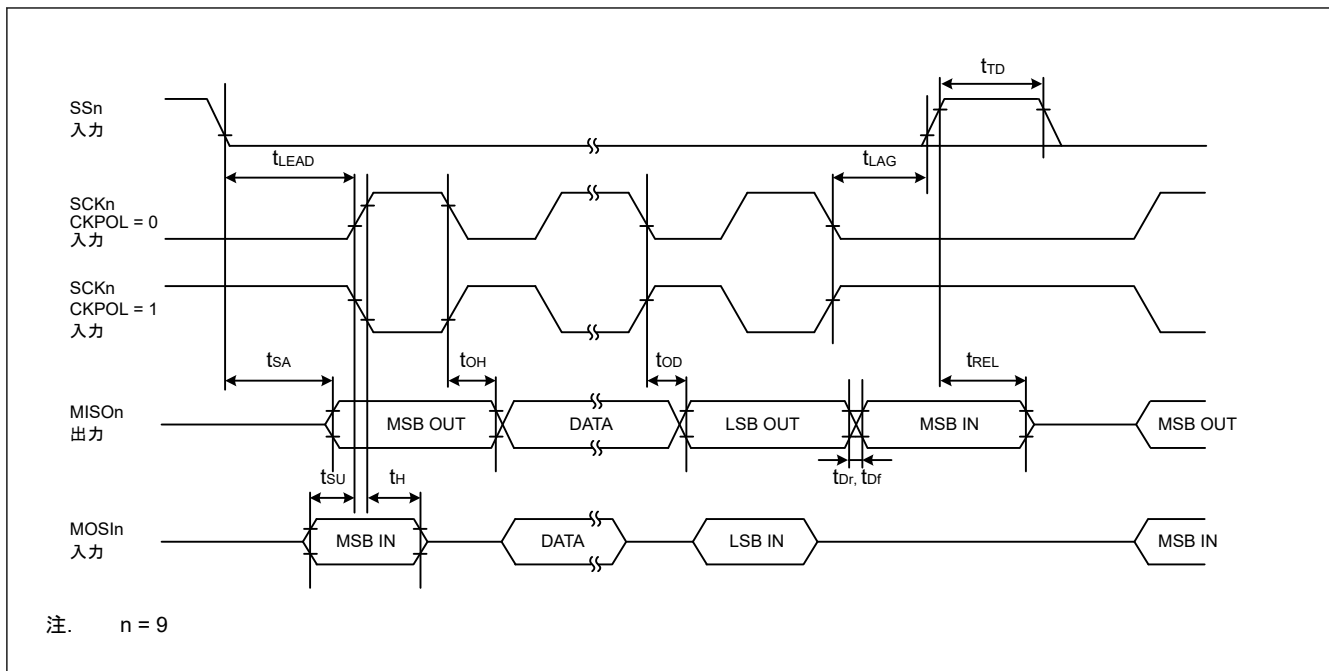 tTD
SSn
入力
tLEAD
tLAG
SCKn
CKPOL = 0
入力
SCKn
CKPOL = 1
入力
tSA
tOH
tOD
tREL
MISOn
出力
MSB OUT
DATA
LSB OUT
MSB IN
MSB OUT
tSU
tH
tDr, tDf
MOSIn
入力
MSB IN
DATA
LSB IN
MSB IN
注. n = 9